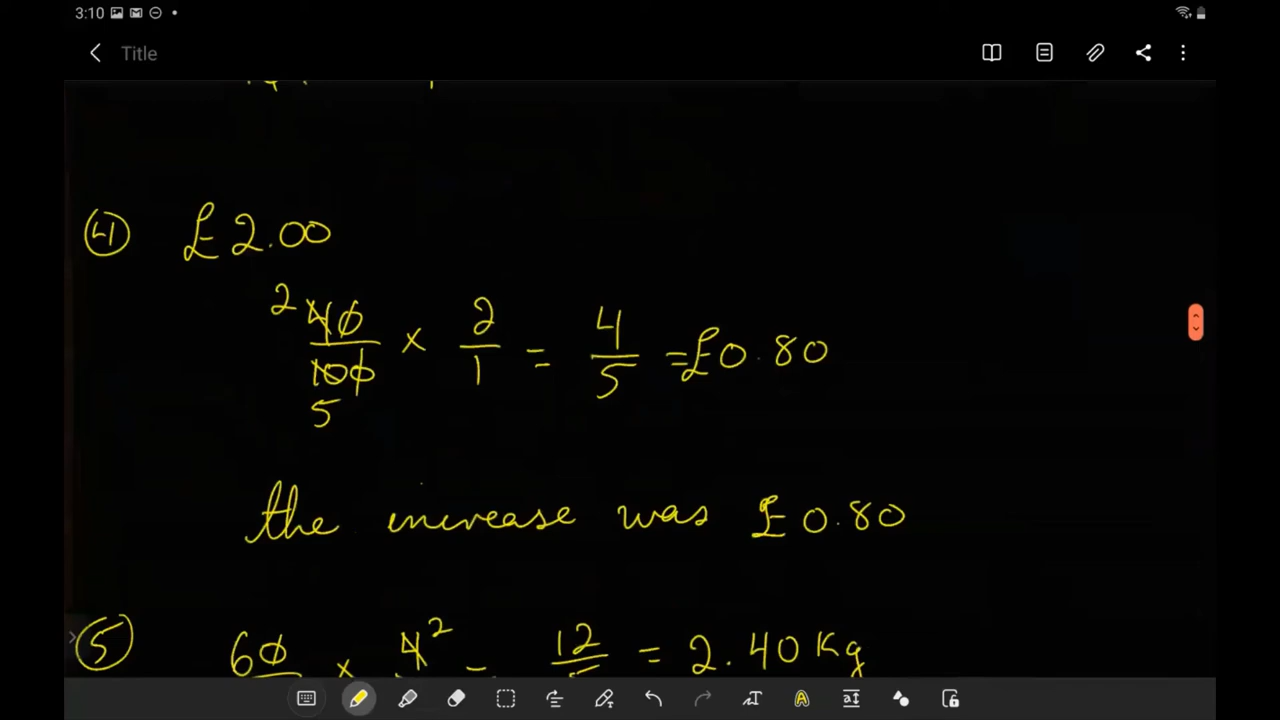 3:10
Title
④ £2.00
2 40/100 5 × 2/1 = 4/5 = £0.80
the increase was £0.80
⑤ 60 × 4 2 = 12/5 = 2.40 Kg